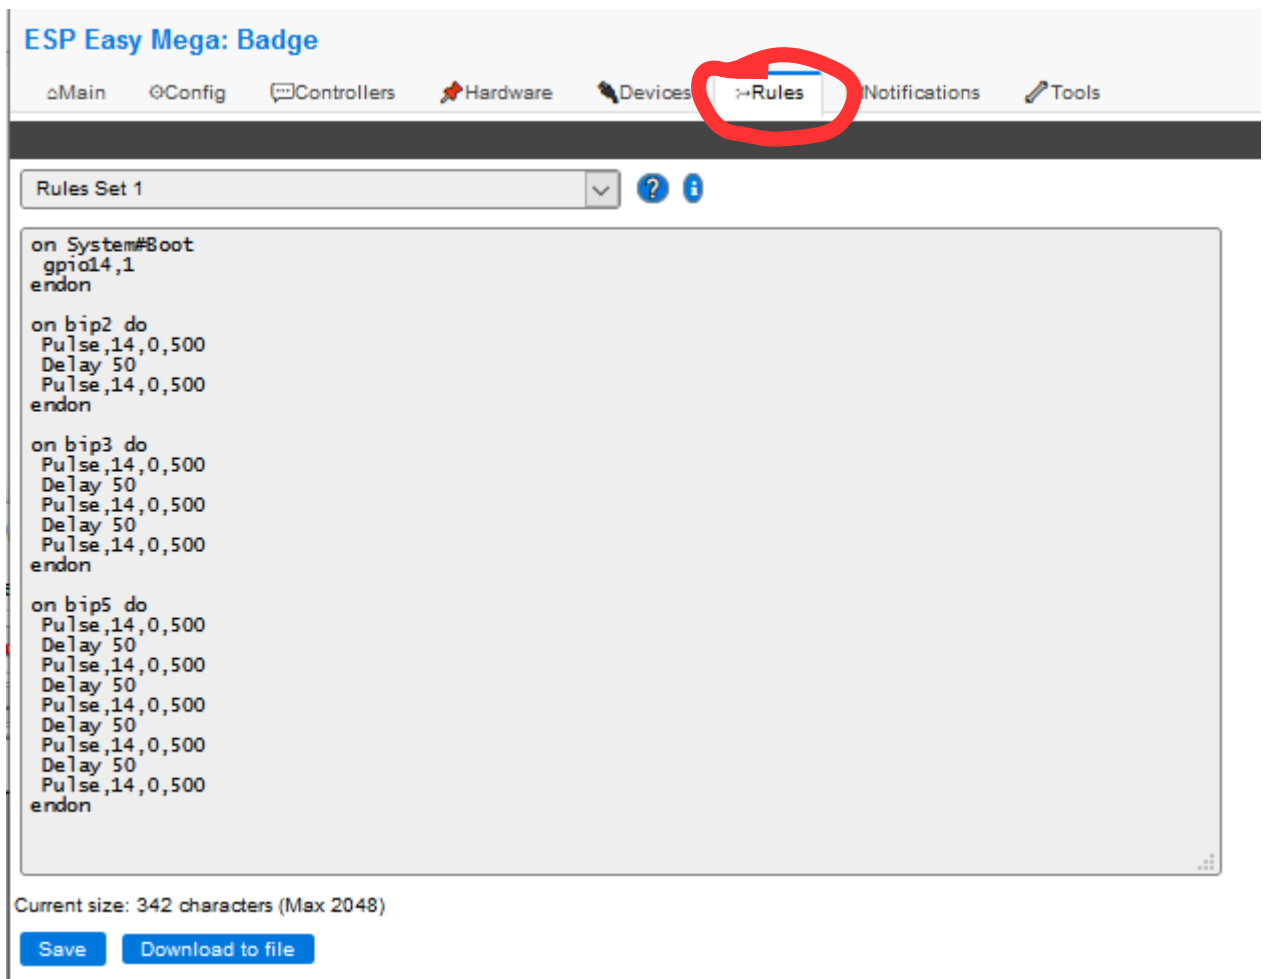 ESP Easy Mega: Badge
Main Config Controllers Hardware Devices Rules Notifications Tools
Rules Set 1
on System#Boot
gpio14,1
endon
on bip2 do
Pulse,14,0,500
Delay 50
Pulse,14,0,500
endon
on bip3 do
Pulse,14,0,500
Delay 50
Pulse,14,0,500
Delay 50
Pulse,14,0,500
endon
on bip5 do
Pulse,14,0,500
Delay 50
Pulse,14,0,500
Delay 50
Pulse,14,0,500
Delay 50
Pulse,14,0,500
Delay 50
Pulse,14,0,500
endon
Current size: 342 characters (Max 2048)
Save Download to file